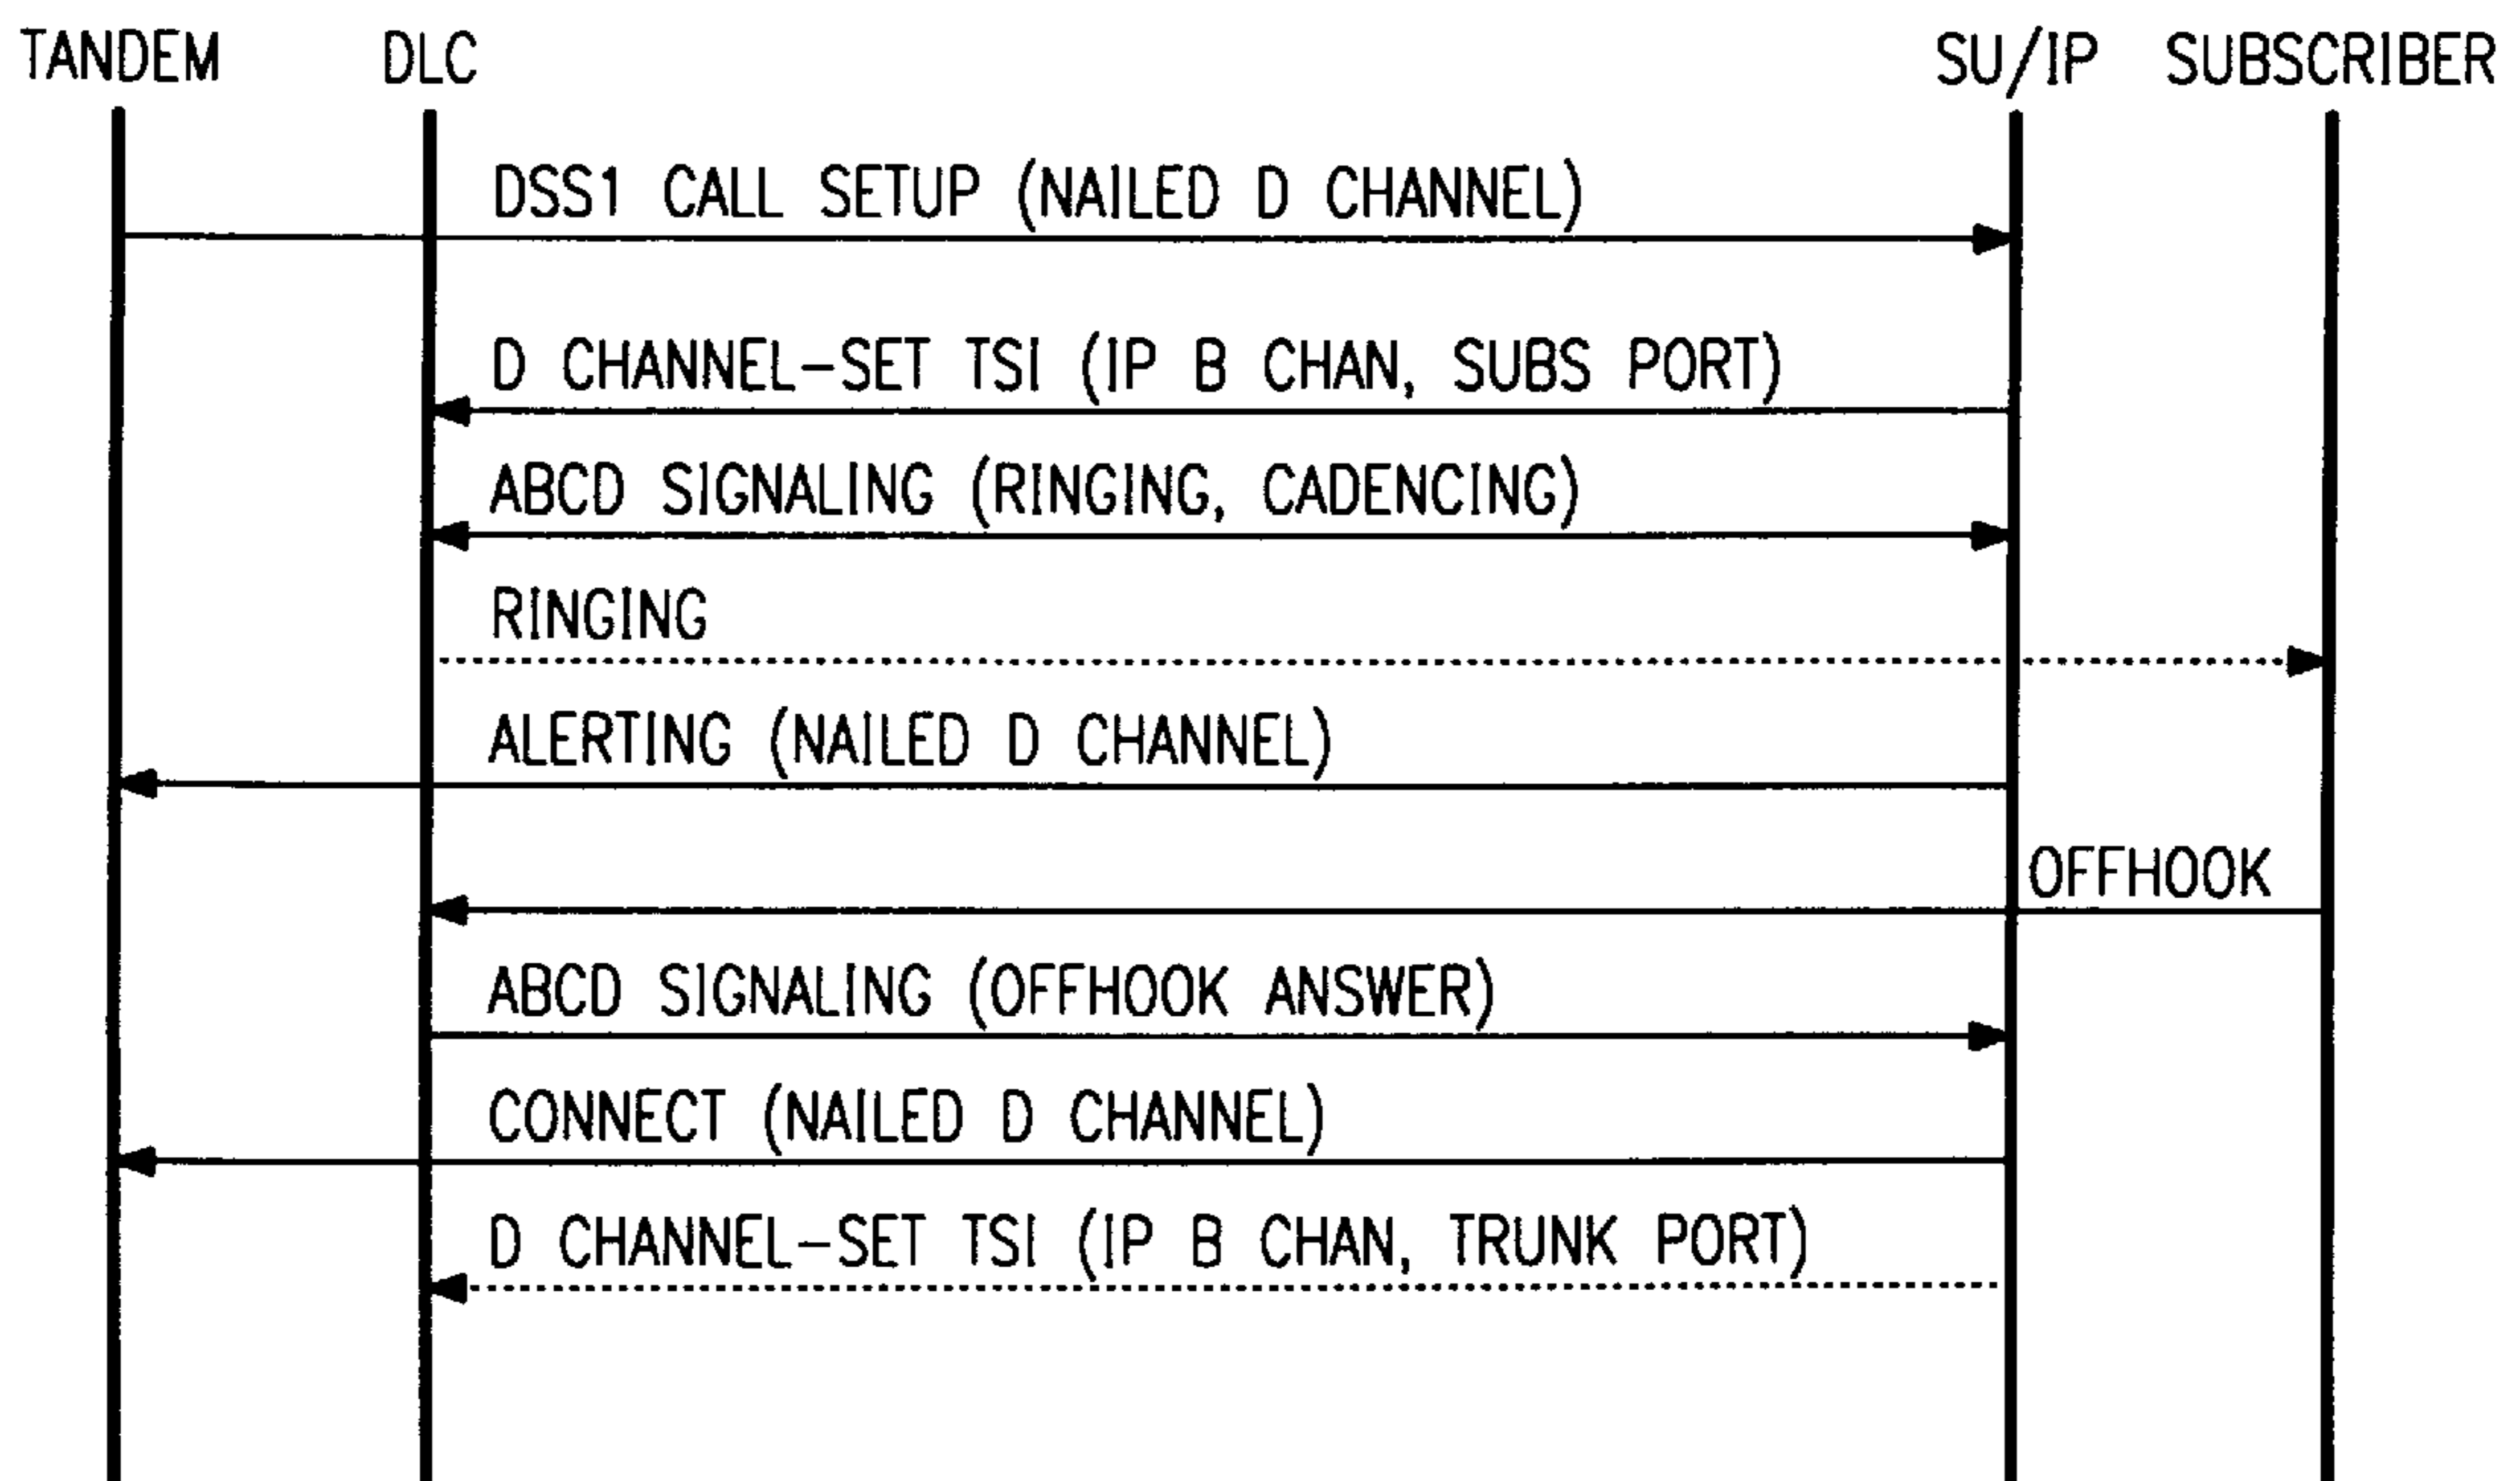 TANDEM DLC SU/IP SUBSCRIBER
DSS1 CALL SETUP (NAILED D CHANNEL)
D CHANNEL–SET TSI (IP B CHAN, SUBS PORT)
ABCD SIGNALING (RINGING, CADENCING)
RINGING
ALERTING (NAILED D CHANNEL)
OFFHOOK
ABCD SIGNALING (OFFHOOK ANSWER)
CONNECT (NAILED D CHANNEL)
D CHANNEL–SET TSI (IP B CHAN, TRUNK PORT)